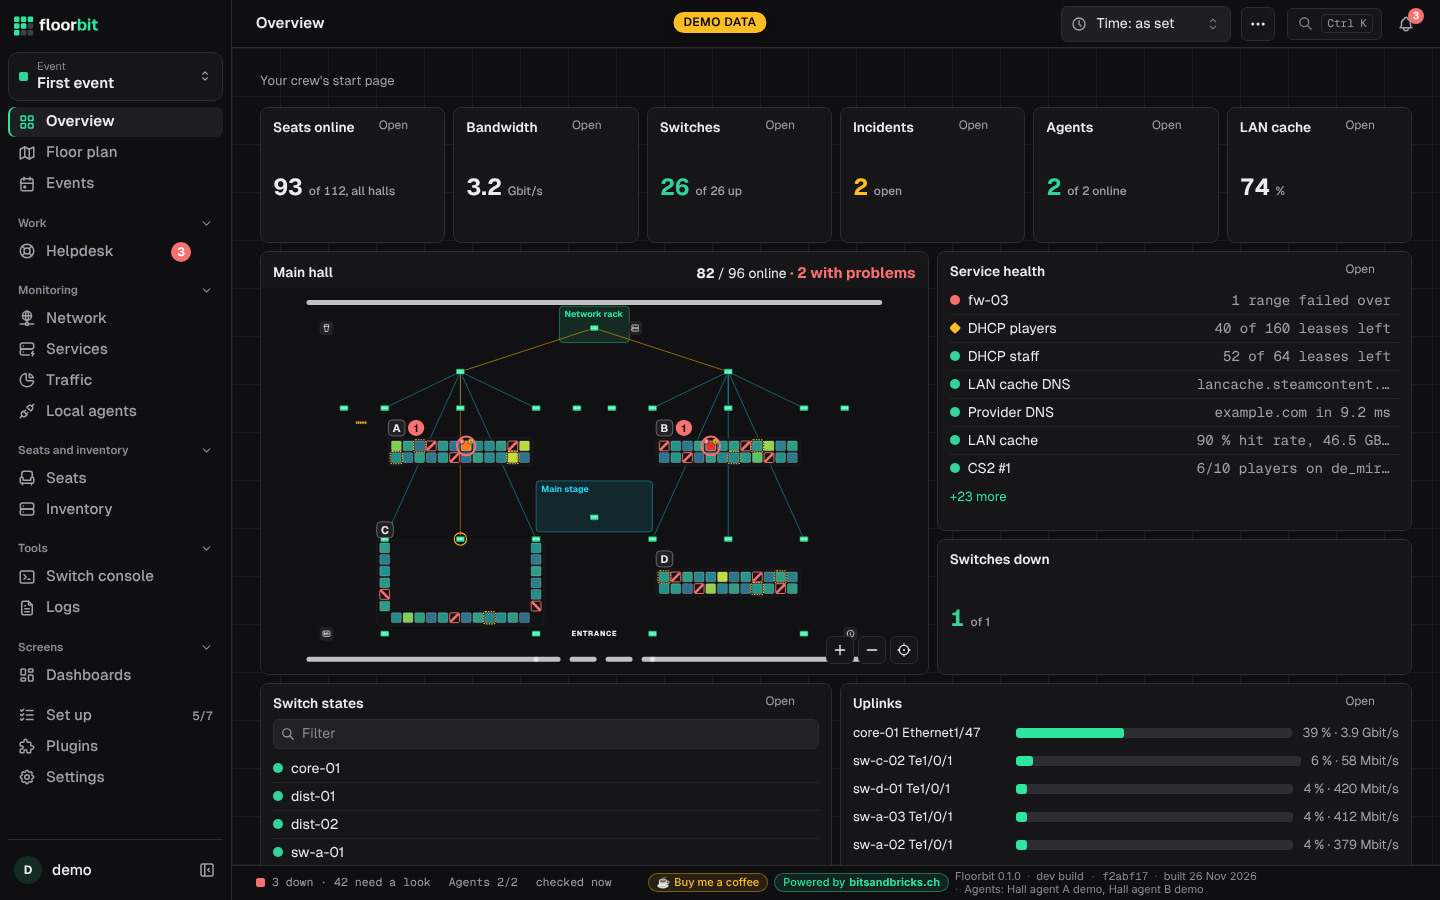 floorbit
Event
First event
Overview
Floor plan
Events
Work
Helpdesk 3
Monitoring
Network
Services
Traffic
Local agents
Seats and inventory
Seats
Inventory
Tools
Switch console
Logs
Screens
Dashboards
Set up 5/7
Plugins
Settings
D demo
Overview
DEMO DATA
Time: as set
Ctrl K
3
Your crew's start page
Seats online Open
93 of 112, all halls
Bandwidth Open
3.2 Gbit/s
Switches Open
26 of 26 up
Incidents Open
2 open
Agents Open
2 of 2 online
LAN cache Open
74 %
Main hall
82 / 96 online · 2 with problems
Network rack
A 1
B 1
Main stage
C
D
ENTRANCE
Service health Open
fw-03 1 range failed over
DHCP players 40 of 160 leases left
DHCP staff 52 of 64 leases left
LAN cache DNS lancache.steamcontent.…
Provider DNS example.com in 9.2 ms
LAN cache 90 % hit rate, 46.5 GB…
CS2 #1 6/10 players on de_mir…
+23 more
Switches down
1 of 1
Switch states Open
Filter
core-01
dist-01
dist-02
sw-a-01
Uplinks Open
core-01 Ethernet1/47 39 % · 3.9 Gbit/s
sw-c-02 Te1/0/1 6 % · 58 Mbit/s
sw-d-01 Te1/0/1 4 % · 420 Mbit/s
sw-a-03 Te1/0/1 4 % · 412 Mbit/s
sw-a-02 Te1/0/1 4 % · 379 Mbit/s
3 down · 42 need a look Agents 2/2 checked now
☕ Buy me a coffee
Powered by bitsandbricks.ch
Floorbit 0.1.0 · dev build · f2abf17 · built 26 Nov 2026
· Agents: Hall agent A demo, Hall agent B demo